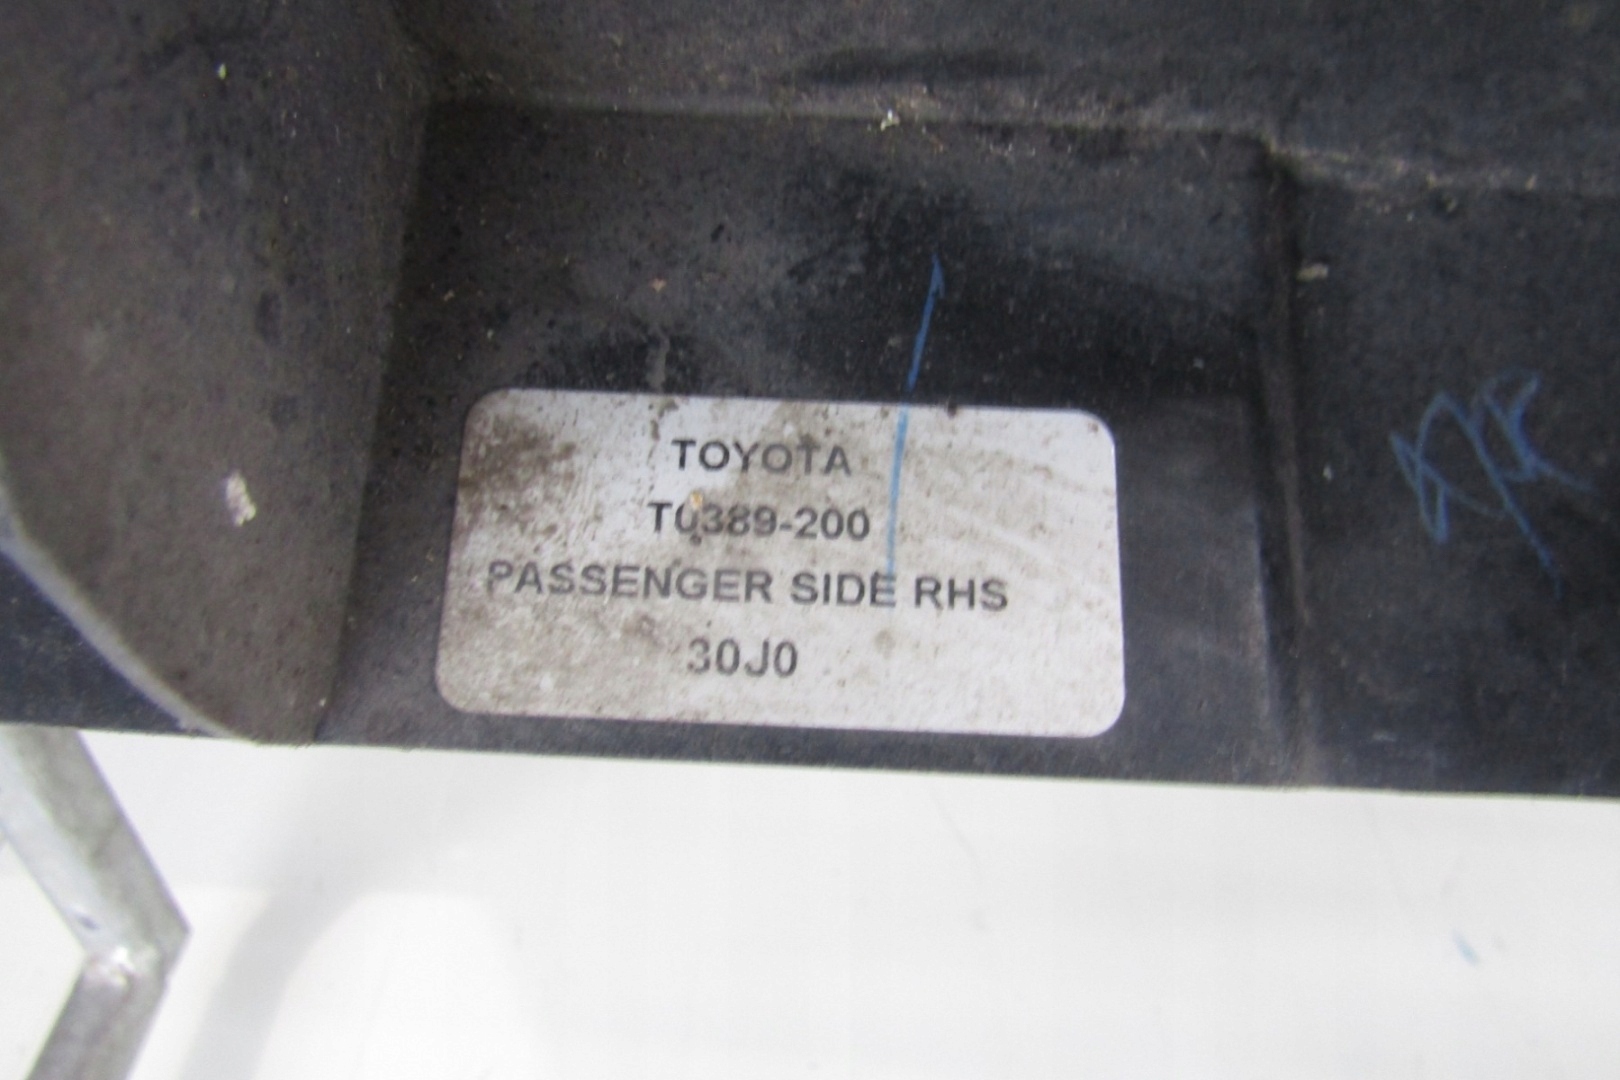 TOYOTA
T0389-200
PASSENGER SIDE RHS
30J0